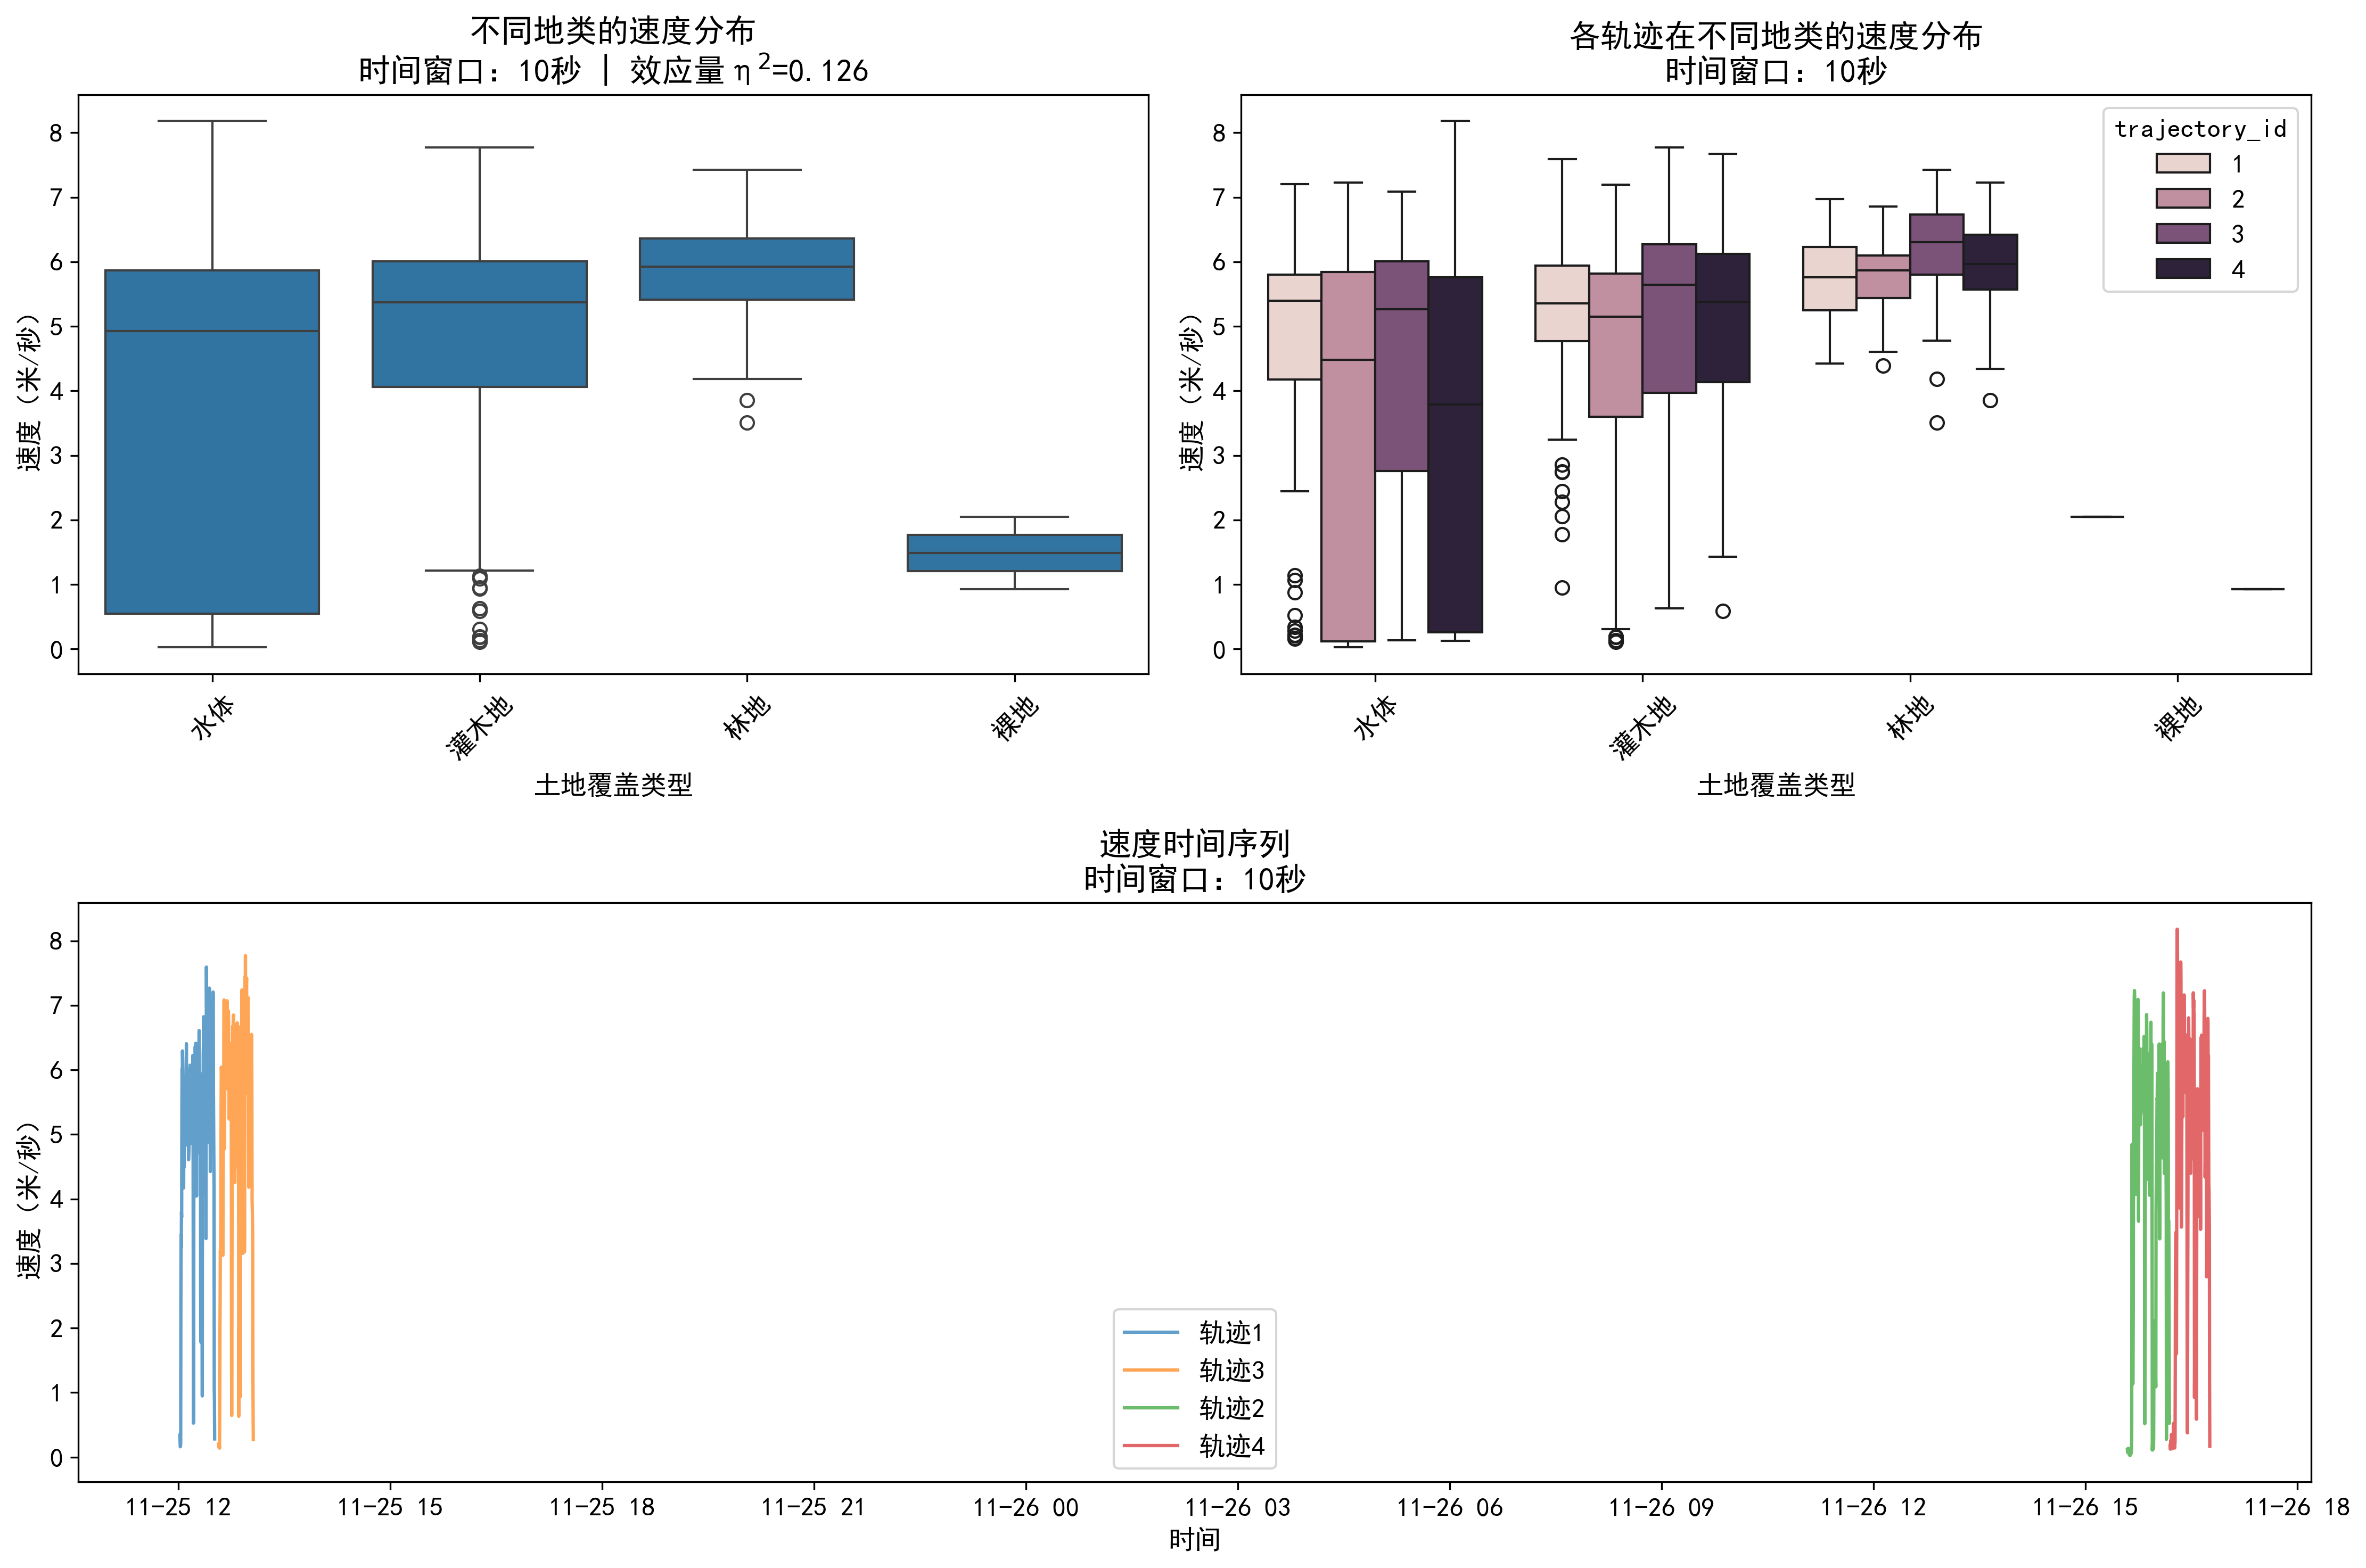 不同地类的速度分布
时间窗口：10秒 | 效应量η²=0.126
速度（米/秒）
8
7
6
5
4
3
2
1
0
水体
灌木地
林地
裸地
土地覆盖类型
各轨迹在不同地类的速度分布
时间窗口：10秒
速度（米/秒）
8
7
6
5
4
3
2
1
0
trajectory_id
1
2
3
4
水体
灌木地
林地
裸地
土地覆盖类型
速度时间序列
时间窗口：10秒
速度（米/秒）
8
7
6
5
4
3
2
1
0
轨迹1
轨迹3
轨迹2
轨迹4
11-25 12
11-25 15
11-25 18
11-25 21
11-26 00
11-26 03
11-26 06
11-26 09
11-26 12
11-26 15
11-26 18
时间